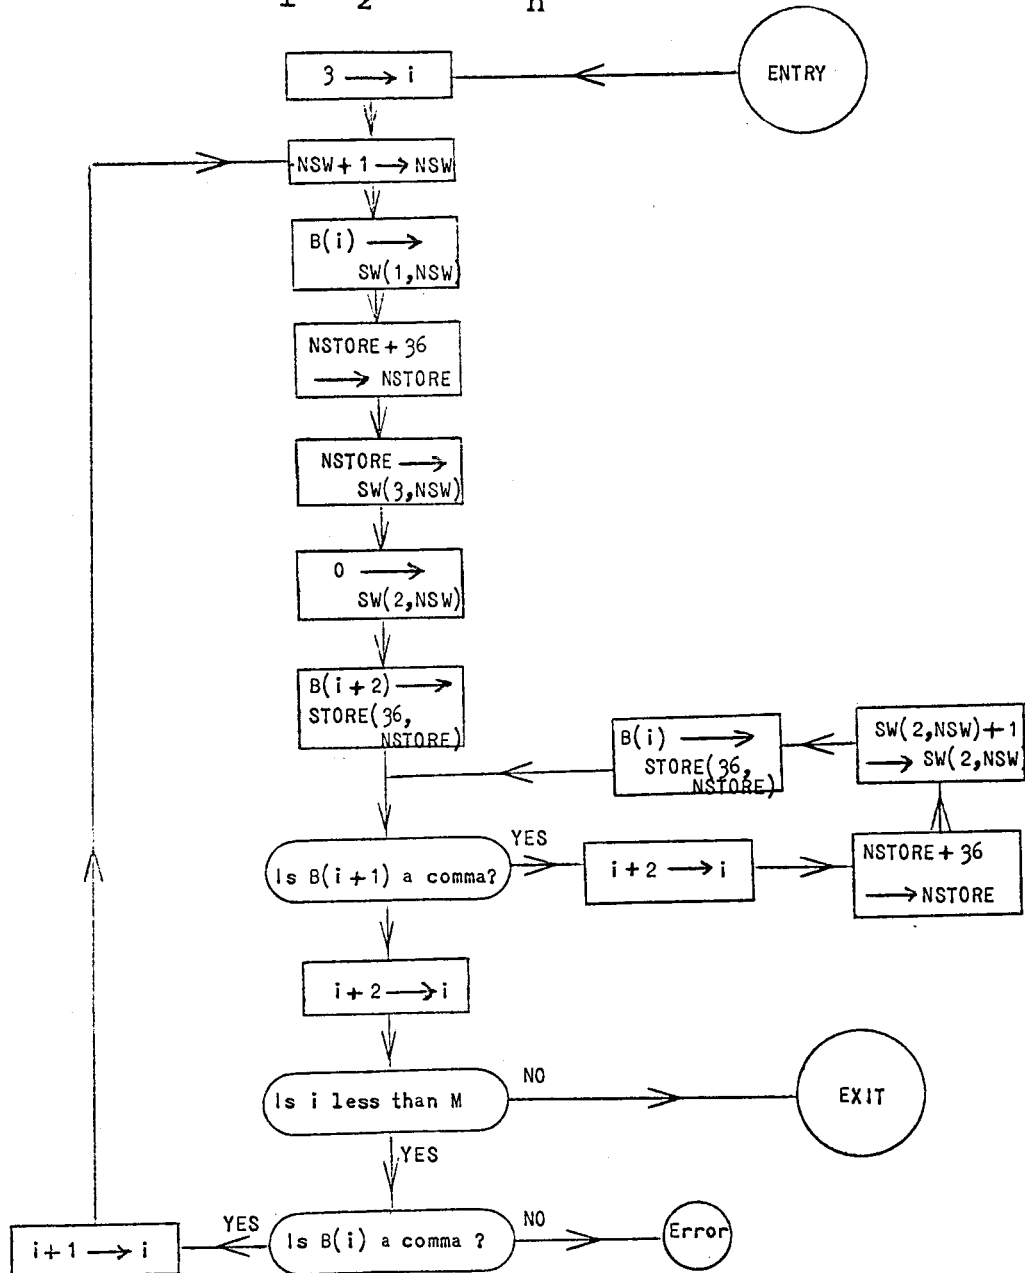 1 2 n
ENTRY
3 → i
NSW + 1 → NSW
B(i) →
SW(1,NSW)
NSTORE + 36
→ NSTORE
NSTORE →
SW(3,NSW)
0 →
SW(2,NSW)
B(i + 2) →
STORE(36,
NSTORE)
B(i) →
STORE(36,
NSTORE)
SW(2,NSW)+1
→ SW(2,NSW
Is B(i+1) a comma?
YES
i+2 → i
NSTORE + 36
→ NSTORE
i+2 → i
Is i less than M
NO
EXIT
YES
Is B(i) a comma ?
YES
NO
Error
i+1 → i